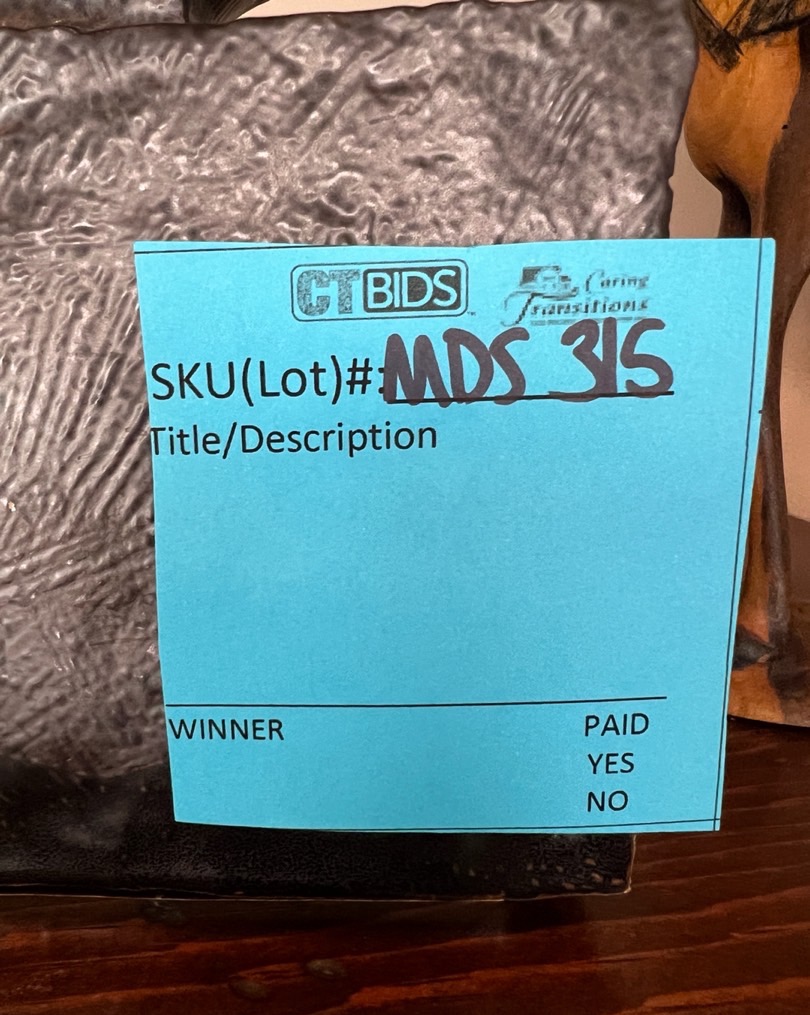 CTBIDS Caring
Transitions
SKU(Lot)#: MDS 315
Title/Description
WINNER PAID
YES
NO